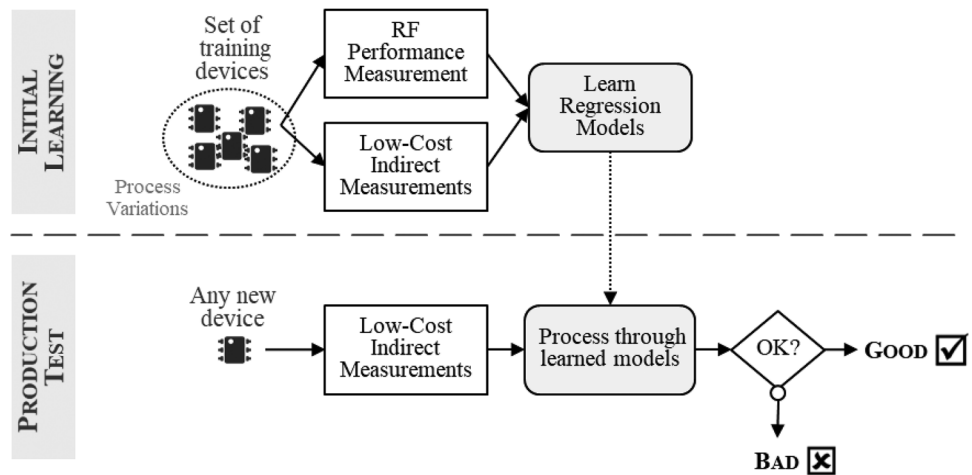 INITIAL
LEARNING
Set of
training
devices
Process
Variations
RF
Performance
Measurement
Low-Cost
Indirect
Measurements
Learn
Regression
Models
PRODUCTION
TEST
Any new
device
Low-Cost
Indirect
Measurements
Process through
learned models
OK?
GOOD
BAD